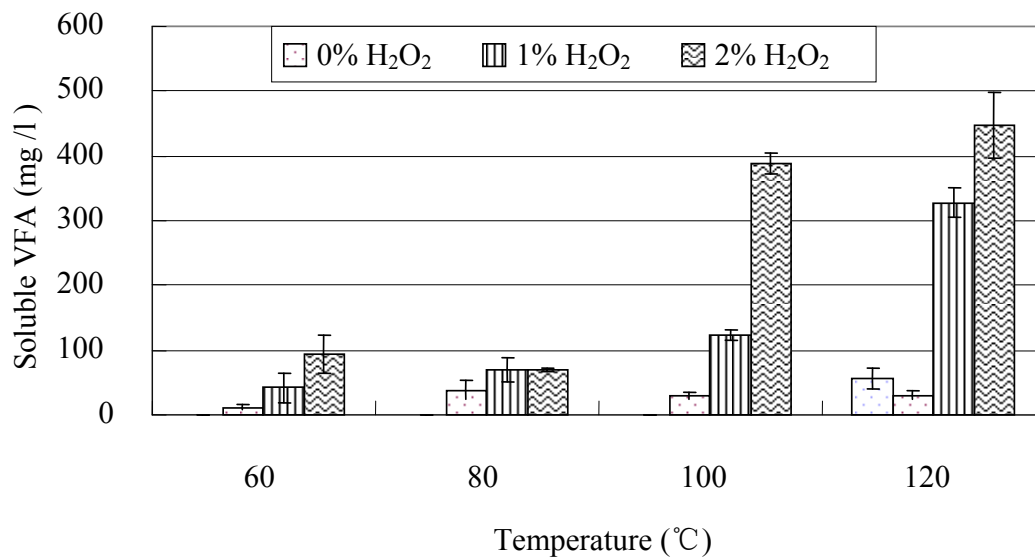 600
500
400
300
200
100
0
Soluble VFA (mg /l )
0% H₂O₂ 1% H₂O₂ 2% H₂O₂
60 80 100 120
Temperature (℃)